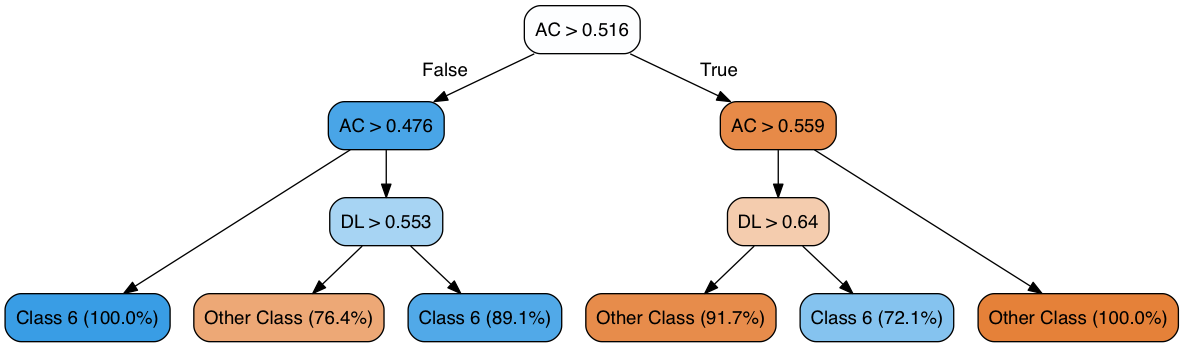 AC > 0.516
False
True
AC > 0.476
AC > 0.559
DL > 0.553
DL > 0.64
Class 6 (100.0%)
Other Class (76.4%)
Class 6 (89.1%)
Other Class (91.7%)
Class 6 (72.1%)
Other Class (100.0%)